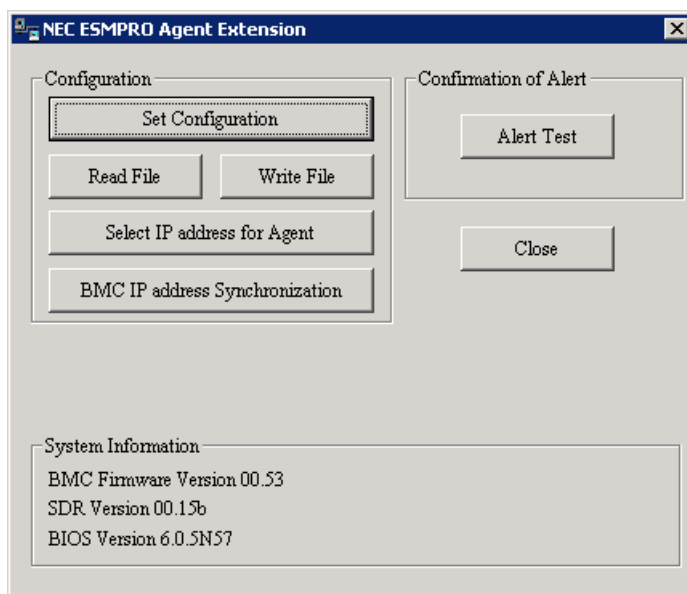 NEC ESMPRO Agent Extension
Configuration
Set Configuration
Read File
Write File
Select IP address for Agent
BMC IP address Synchronization
Confirmation of Alert
Alert Test
Close
System Information
BMC Firmware Version 00.53
SDR Version 00.15b
BIOS Version 6.0.5N57